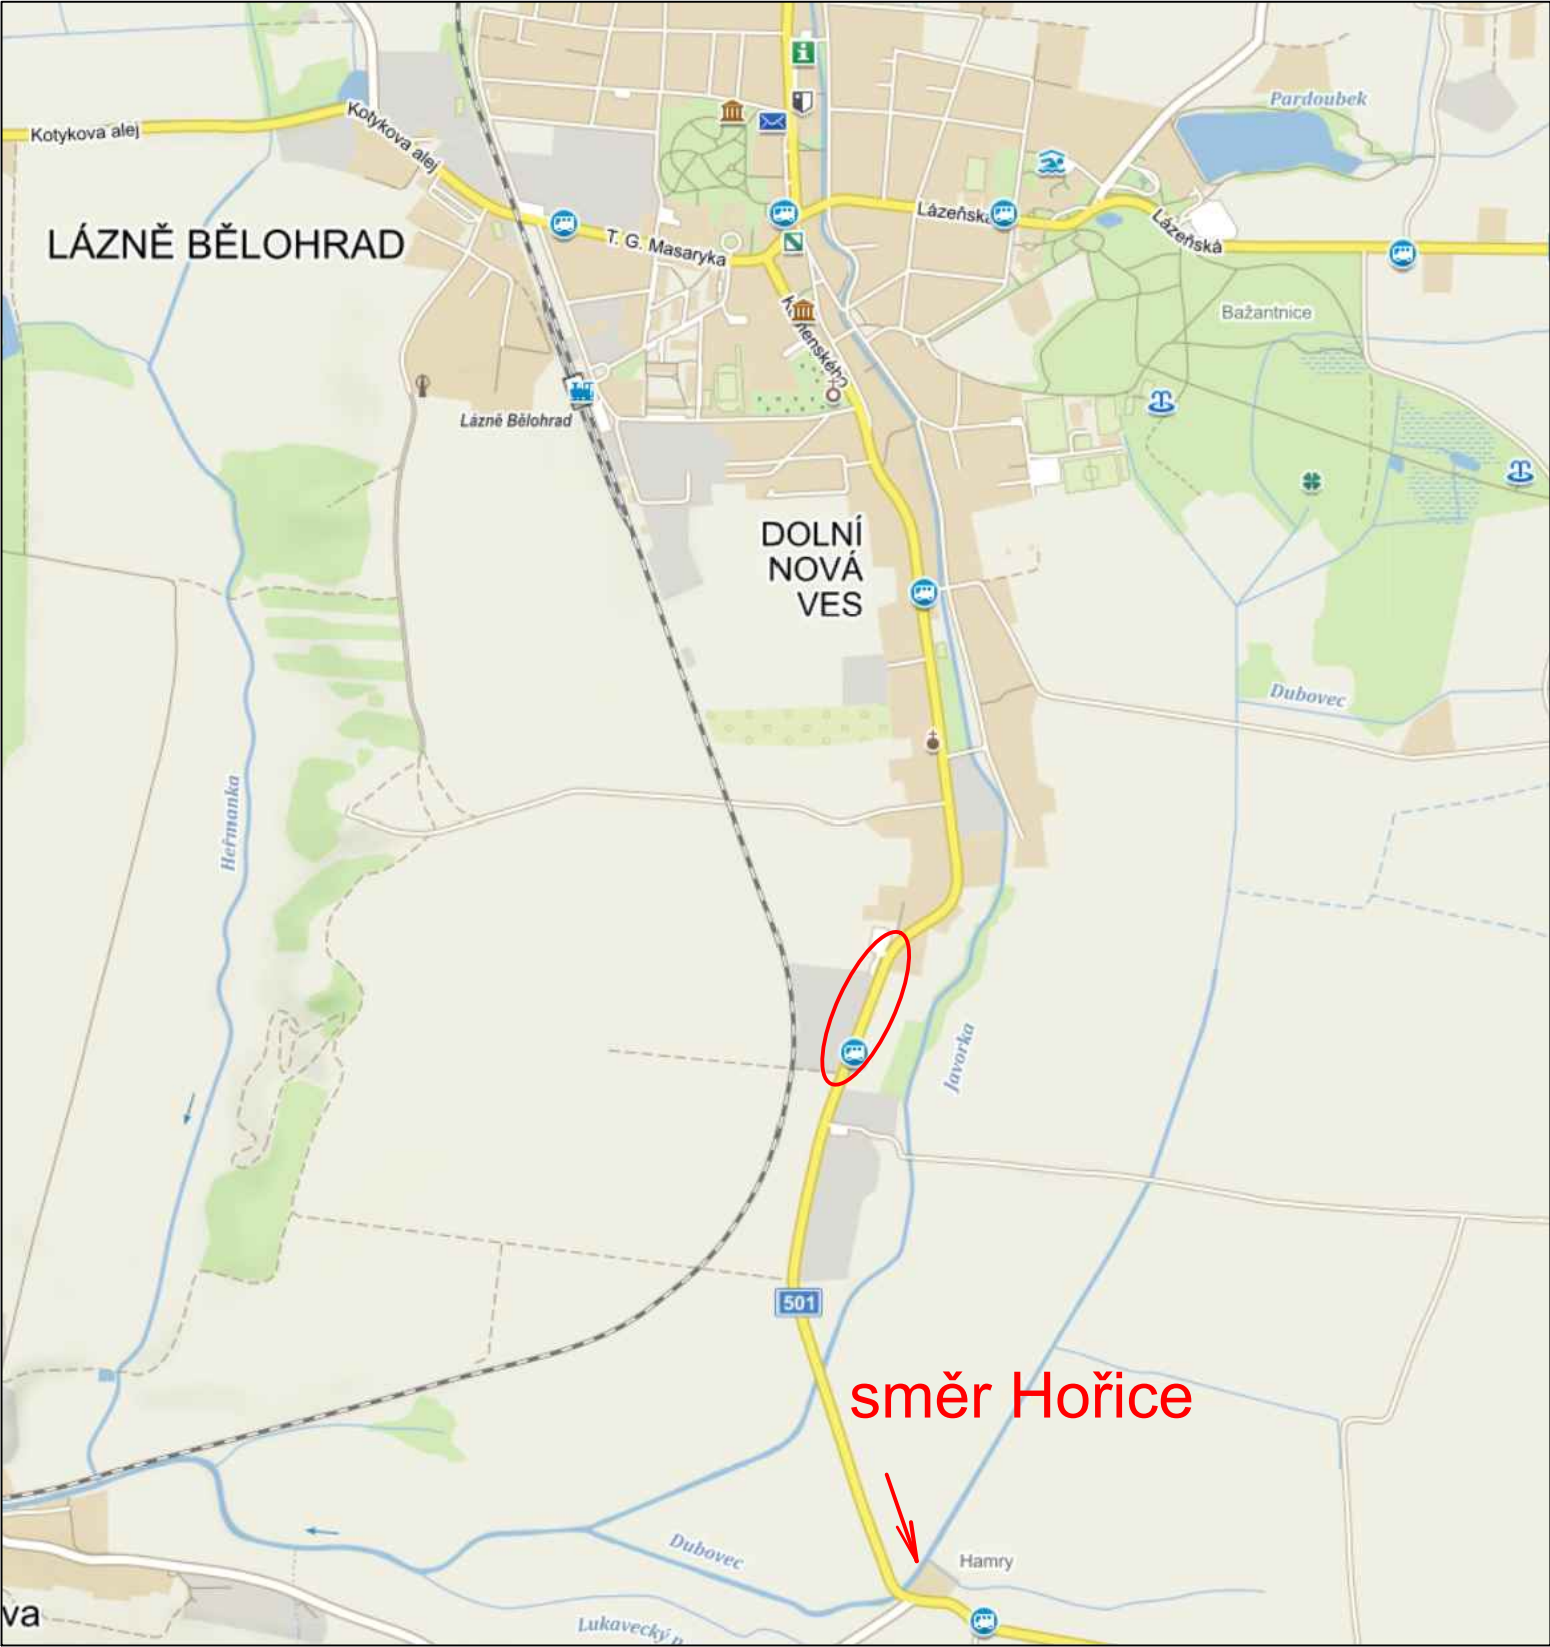 Pardoubek
Kotykova alej
Kotykova alej
LÁZNĚ BĚLOHRAD
T. G. Masaryka
Lázeňská
Bažantnice
Lázně Bělohrad
DOLNÍ
NOVÁ
VES
Dubovec
Heřmanka
Javorka
501
směr Hořice
Dubovec
Hamry
va
Lukavecký p